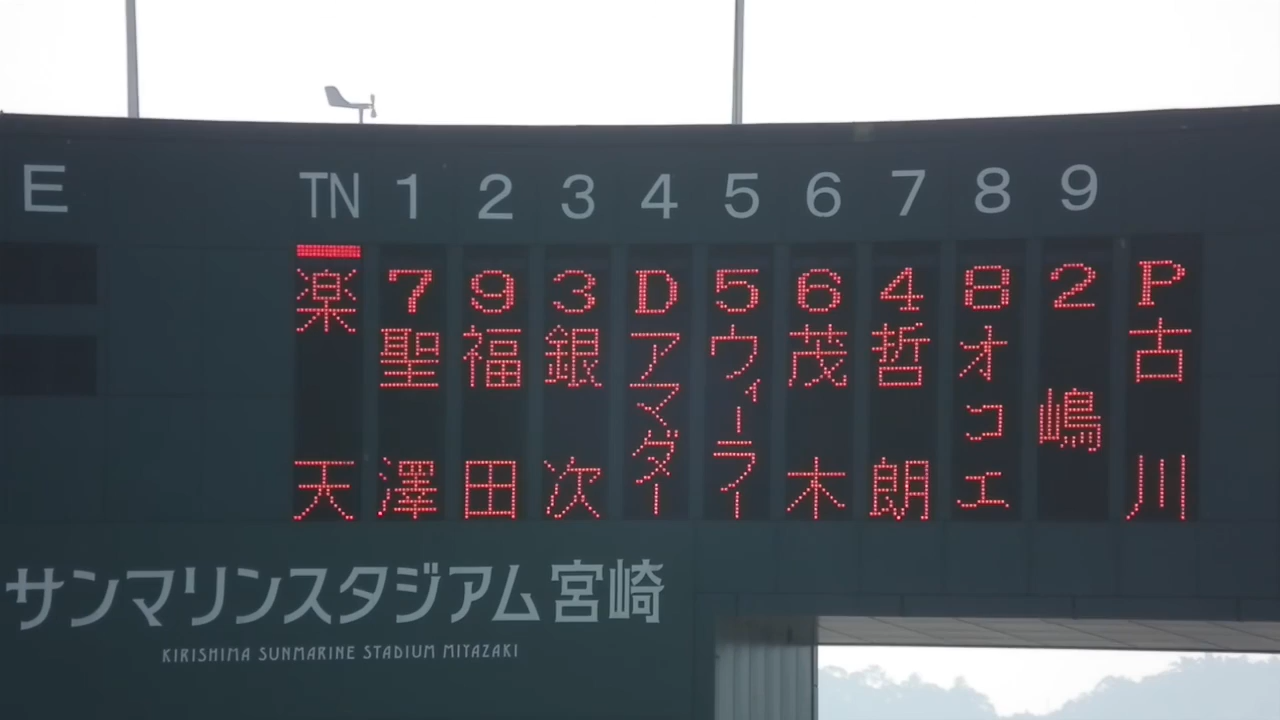 E TN 1 2 3 4 5 6 7 8 9
楽天
7 聖澤
9 福田
3 銀次
D アマダー
5 ウィーラー
6 茂木
4 哲朗
8 オコエ
2 嶋
P 古川
サンマリンスタジアム宮崎
KIRISHIMA SUNMARINE STADIUM MIYAZAKI